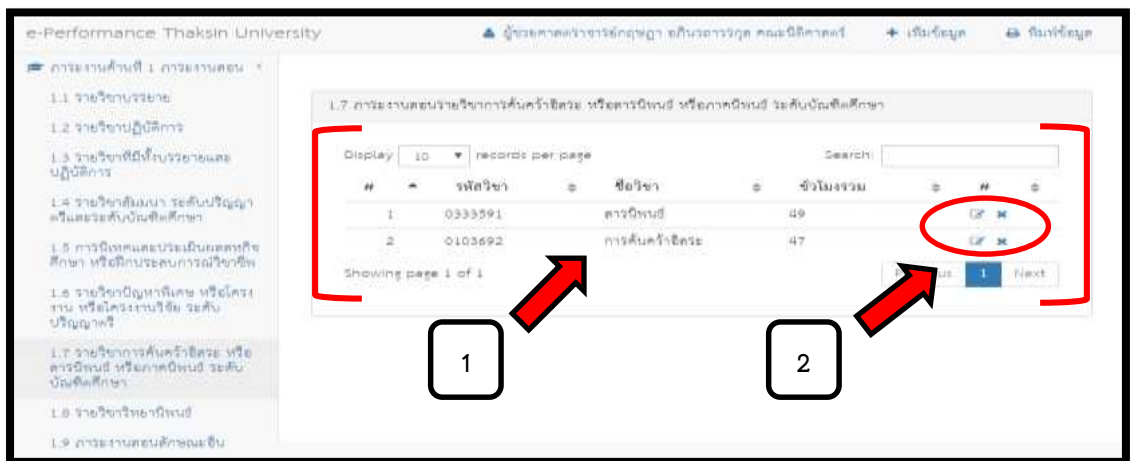 e-Performance Thaksin University
ผู้ช่วยศาสตราจารย์กฤษฎา อภินวถาวรกุล คณะนิติศาสตร์
เพิ่มข้อมูล
พิมพ์ข้อมูล
ภาระงานด้านที่ 1 ภาระงานสอน
1.1 รายวิชาบรรยาย
1.2 รายวิชาปฏิบัติการ
1.3 รายวิชาที่มีทั้งบรรยายและ
ปฏิบัติการ
1.4 รายวิชาสัมมนา ระดับปริญญา
ตรีและระดับบัณฑิตศึกษา
1.5 การนิเทศและประเมินผลสหกิจ
ศึกษา หรือฝึกประสบการณ์วิชาชีพ
1.6 รายวิชาปัญหาพิเศษ หรือโครง
งาน หรือโครงงานวิจัย ระดับ
ปริญญาตรี
1.7 รายวิชาการค้นคว้าอิสระ หรือ
สารนิพนธ์ หรือภาคนิพนธ์ ระดับ
บัณฑิตศึกษา
1.8 รายวิชาวิทยานิพนธ์
1.9 ภาระงานสอนลักษณะอื่น
1.7 ภาระงานสอนรายวิชาการค้นคว้าอิสระ หรือสารนิพนธ์ หรือภาคนิพนธ์ ระดับบัณฑิตศึกษา
Display 10 records per page
Search:
# รหัสวิชา ชื่อวิชา ชั่วโมงรวม #
1 0333591 สารนิพนธ์ 49
2 0103692 การค้นคว้าอิสระ 47
Showing page 1 of 1
1 Next
1
2